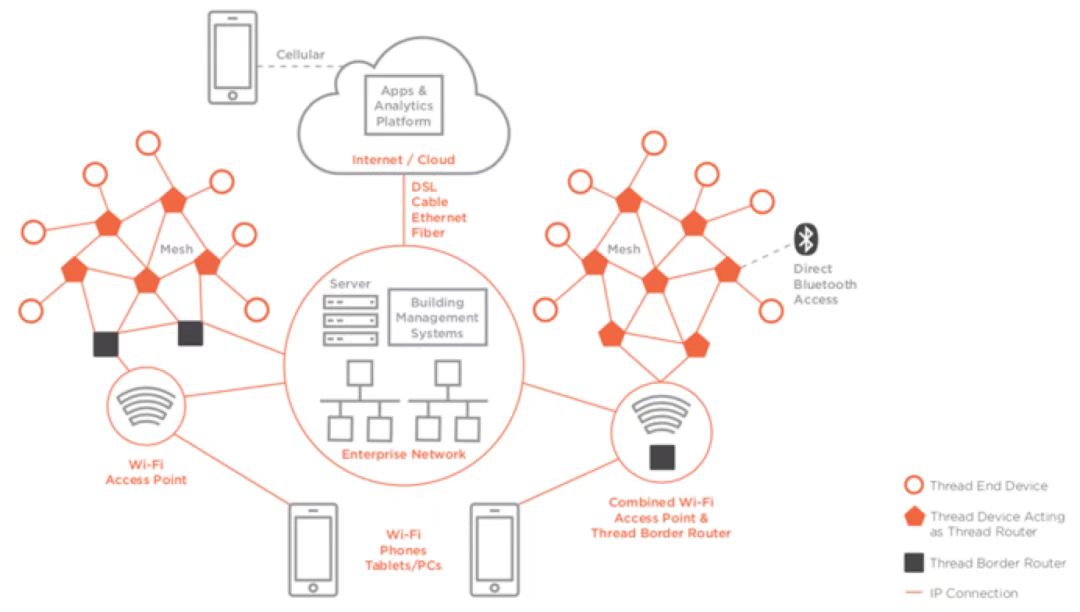 Cellular
Apps &
Analytics
Platform
Internet / Cloud
DSL
Cable
Ethernet
Fiber
Mesh
Mesh
Direct
Bluetooth
Access
Server
Building
Management
Systems
Enterprise Network
Wi-Fi
Access Point
Wi-Fi
Phones
Tablets/PCs
Combined Wi-Fi
Access Point &
Thread Border Router
Thread End Device
Thread Device Acting
as Thread Router
Thread Border Router
IP Connection